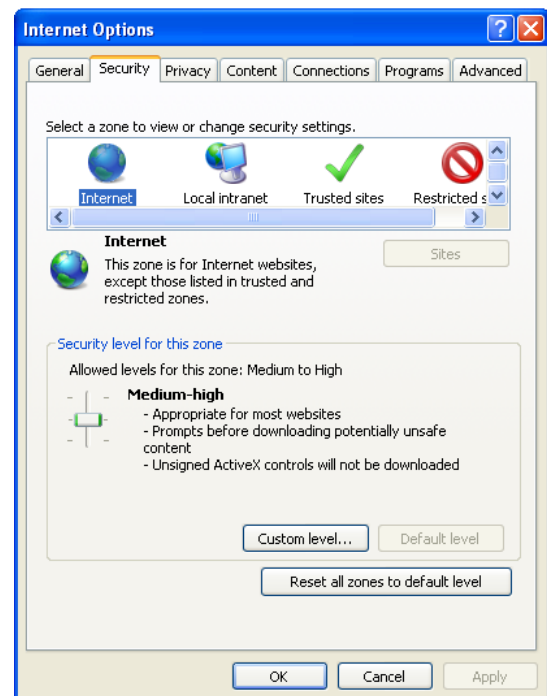 Internet Options
General Security Privacy Content Connections Programs Advanced
Select a zone to view or change security settings.
Internet Local intranet Trusted sites Restricted s
Internet
Sites
This zone is for Internet websites,
except those listed in trusted and
restricted zones.
Security level for this zone
Allowed levels for this zone: Medium to High
Medium-high
- Appropriate for most websites
- Prompts before downloading potentially unsafe
content
- Unsigned ActiveX controls will not be downloaded
Custom level... Default level
Reset all zones to default level
OK Cancel Apply